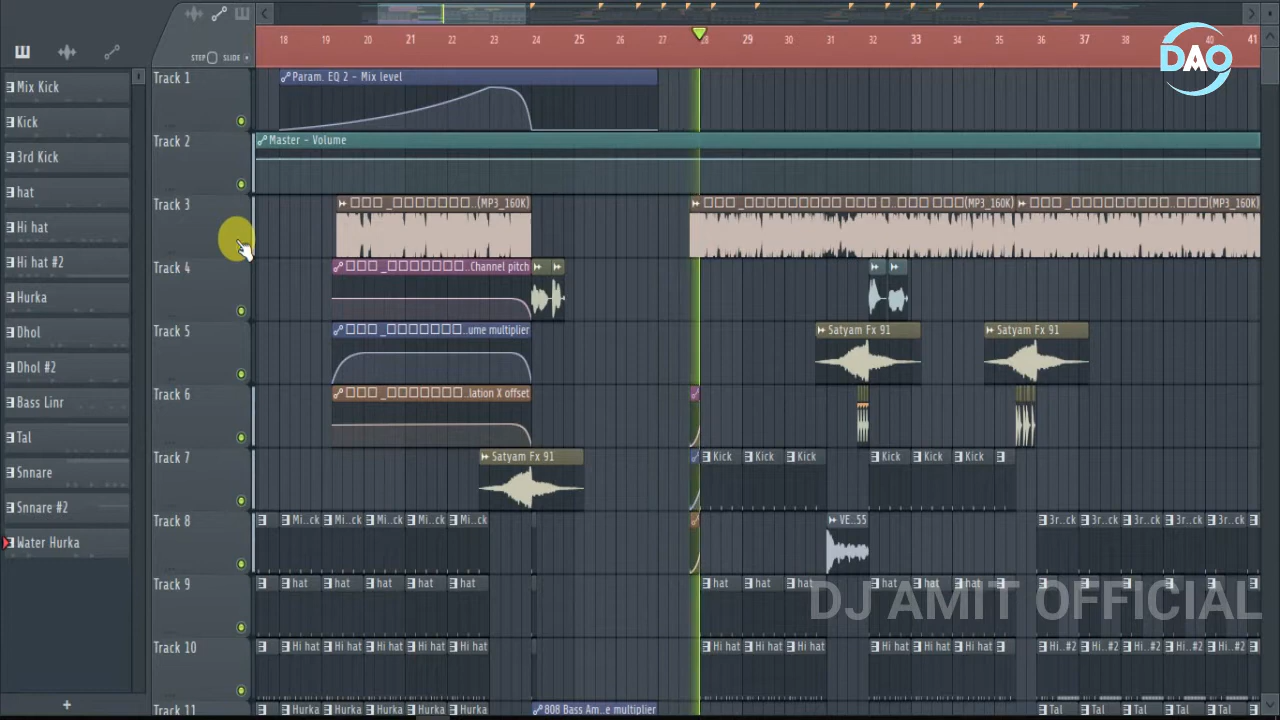 STEP SLIDE
18 19 20 21 22 23 24 25 26 27 28 29 30 31 32 33 34 35 36 37 38 39 40 41
DAO
Mix Kick
Kick
3rd Kick
hat
Hi hat
Hi hat #2
Hurka
Dhol
Dhol #2
Bass Linr
Tal
Snnare
Snnare #2
Water Hurka
+
Track 1
Param. EQ 2 - Mix level
Track 2
Master - Volume
Track 3
(MP3_160K) (MP3_160K) (MP3_160K)
Track 4
..Channel pitch
Track 5
..ume multiplier Satyam Fx 91 Satyam Fx 91
Track 6
..lation X offset
Track 7
Satyam Fx 91 Kick Kick Kick Kick Kick Kick
Track 8
Mi..ck Mi..ck Mi..ck Mi..ck Mi..ck VE..55 3r..ck 3r..ck 3r..ck 3r..ck 3r..ck
Track 9
hat hat hat hat hat hat hat hat hat hat hat
DJ AMIT OFFICIAL
Track 10
Hi hat Hi hat Hi hat Hi hat Hi hat Hi hat Hi hat Hi hat Hi hat Hi hat Hi hat Hi..#2 Hi..#2 Hi..#2 Hi..#2 Hi..#2
Track 11
Hurka Hurka Hurka Hurka Hurka 808 Bass Am..e multiplier Tal Tal Tal Tal Tal